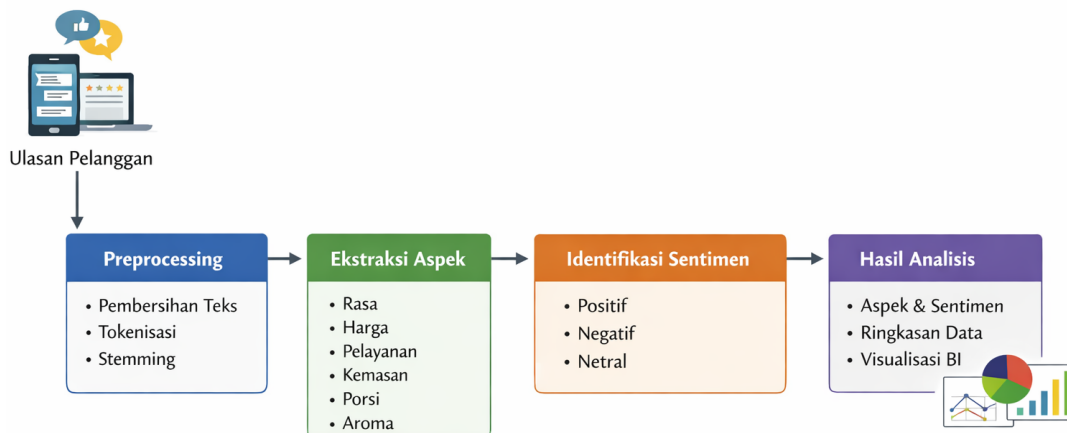 Ulasan Pelanggan
Preprocessing
• Pembersihan Teks
• Tokenisasi
• Stemming
Ekstraksi Aspek
• Rasa
• Harga
• Pelayanan
• Kemasan
• Porsi
• Aroma
Identifikasi Sentimen
• Positif
• Negatif
• Netral
Hasil Analisis
• Aspek & Sentimen
• Ringkasan Data
• Visualisasi BI